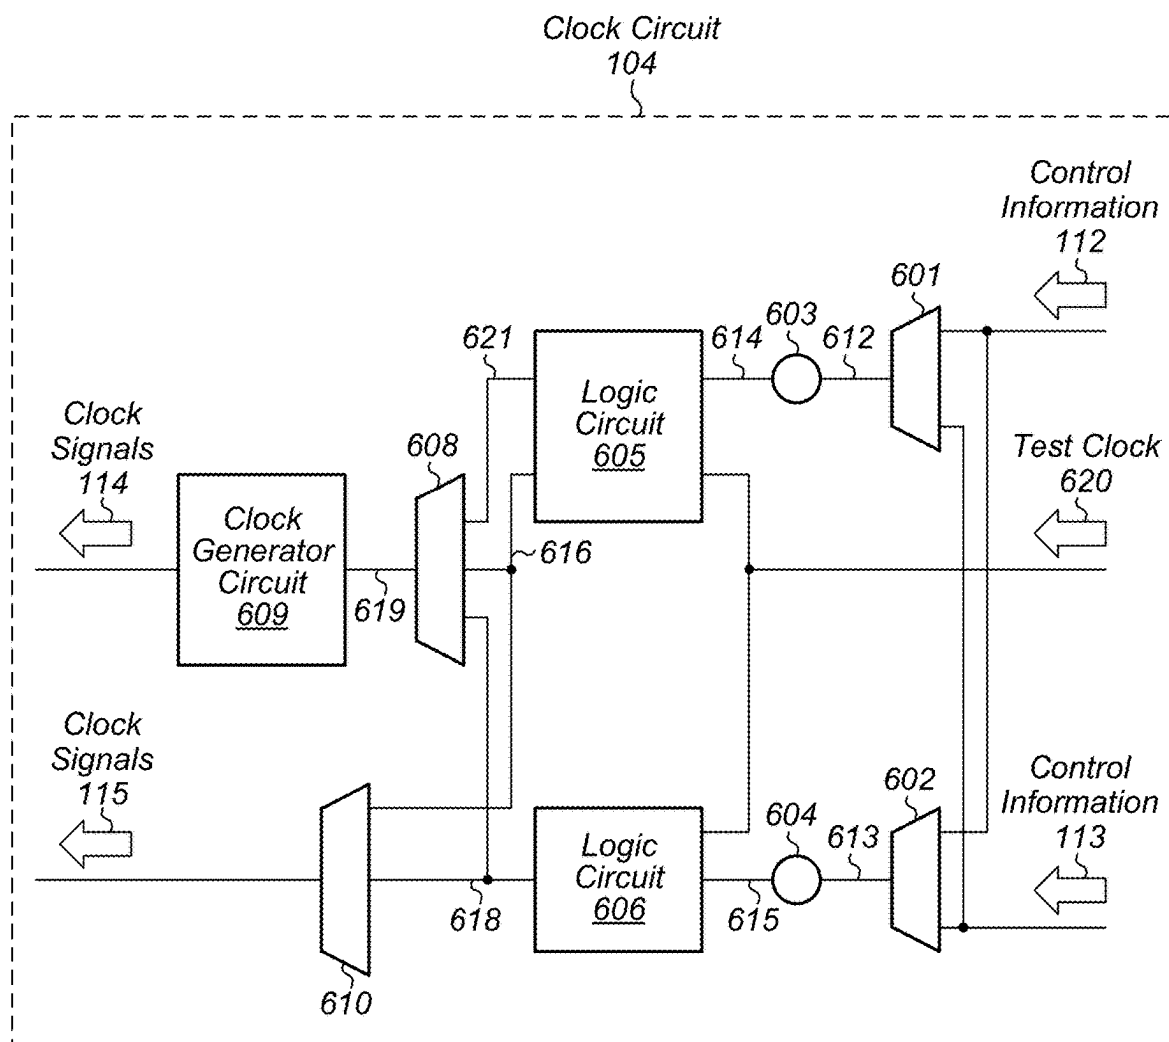 Clock Circuit
104
Control
Information
112
601
603
612
614
621
Logic
Circuit
605
Clock
Signals
114
608
Test Clock
620
Clock
Generator
Circuit
609
616
619
Clock
Signals
115
602
Control
Information
113
604
613
Logic
Circuit
606
615
618
610